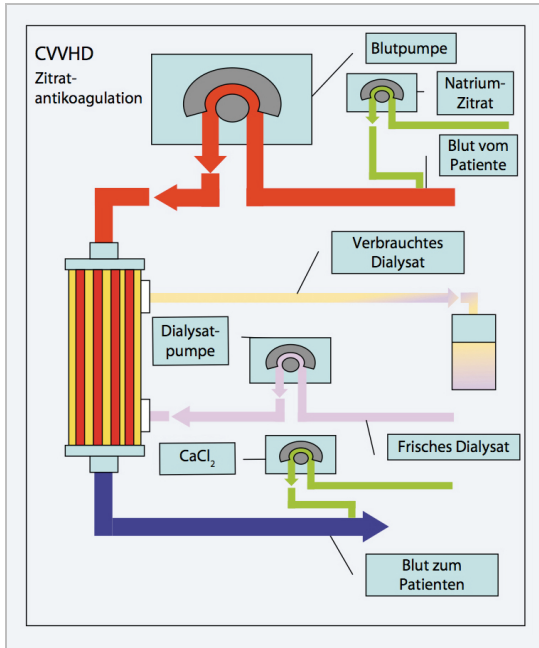 CVVHD
Zitrat-
antikoagulation
Blutpumpe
Natrium-
Zitrat
Blut vom
Patiente
Verbrauchtes
Dialysat
Dialysat-
pumpe
Frisches Dialysat
CaCl₂
Blut zum
Patienten